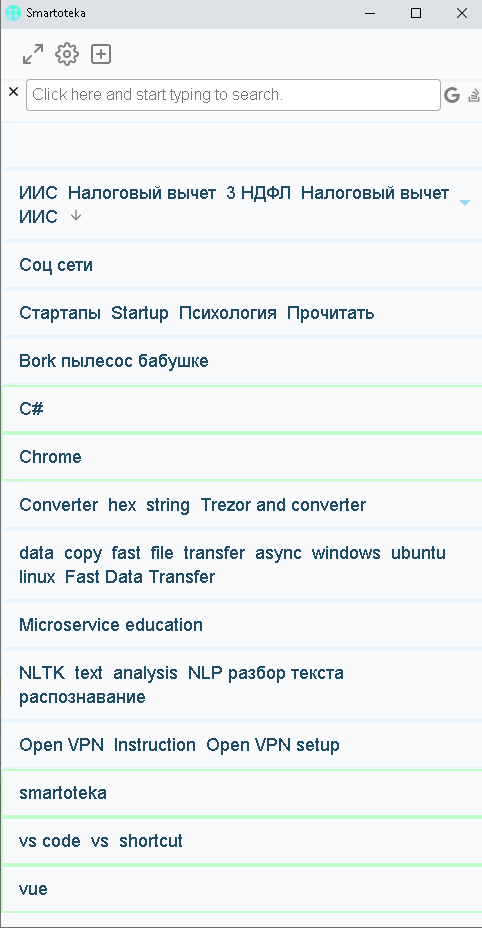 Smartoteka
Click here and start typing to search.
ИИС Налоговый вычет 3 НДФЛ Налоговый вычет
ИИС
Соц сети
Стартапы Startup Психология Прочитать
Bork пылесос бабушке
C#
Chrome
Converter hex string Trezor and converter
data copy fast file transfer async windows ubuntu
linux Fast Data Transfer
Microservice education
NLTK text analysis NLP разбор текста
распознавание
Open VPN Instruction Open VPN setup
smartoteka
vs code vs shortcut
vue